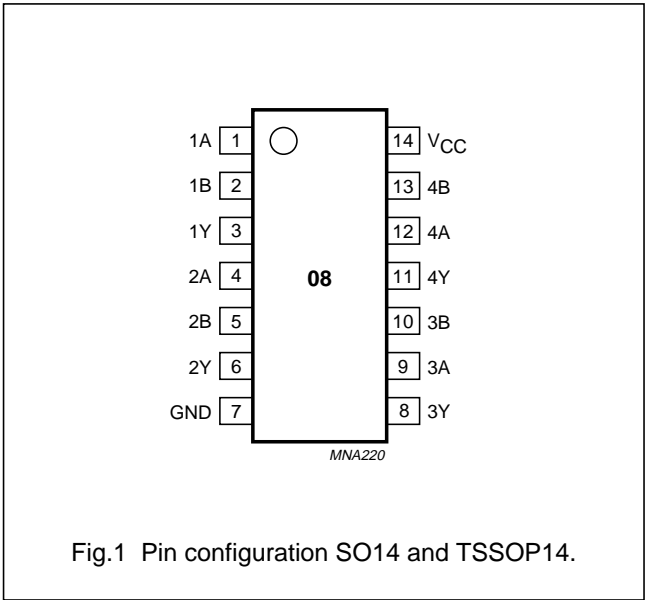 1A 1 14 VCC
1B 2 13 4B
1Y 3 12 4A
2A 4 08 11 4Y
2B 5 10 3B
2Y 6 9 3A
GND 7 8 3Y
MNA220
Fig.1 Pin configuration SO14 and TSSOP14.